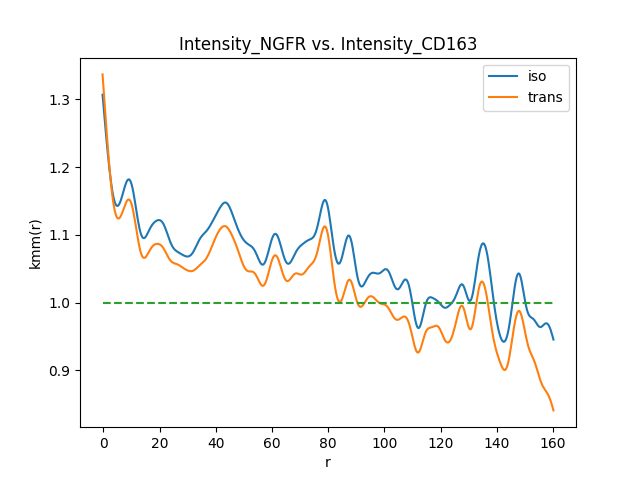 Intensity_NGFR vs. Intensity_CD163
iso
trans
1.3
1.2
1.1
1.0
0.9
kmm(r)
0 20 40 60 80 100 120 140 160
r